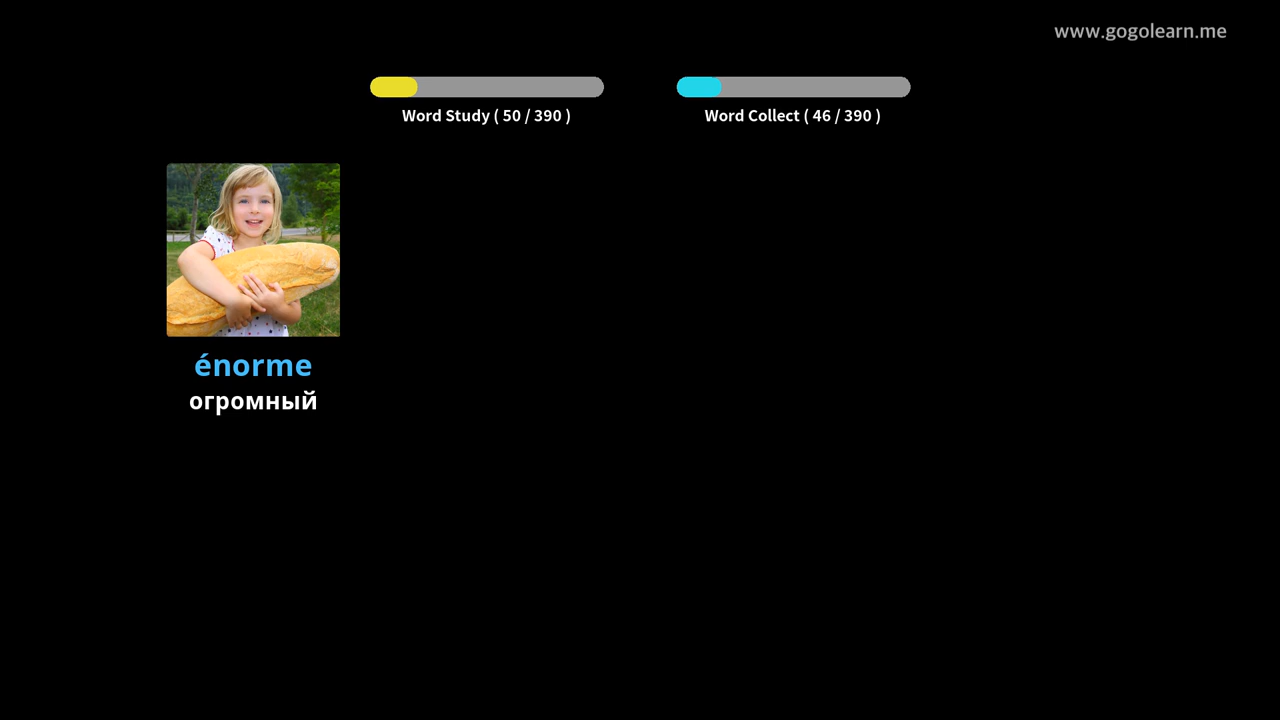 www.gogolearn.me
Word Study ( 50 / 390 )
Word Collect ( 46 / 390 )
énorme
огромный